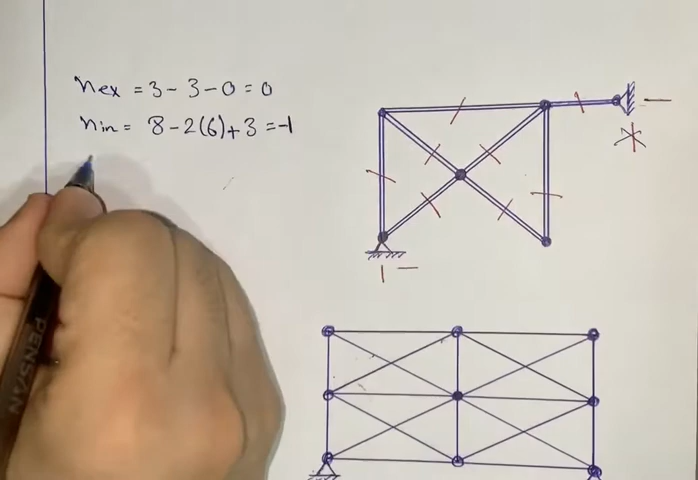 nex = 3 - 3 - 0 = 0
nin = 8 - 2(6) + 3 = -1
PENSAN